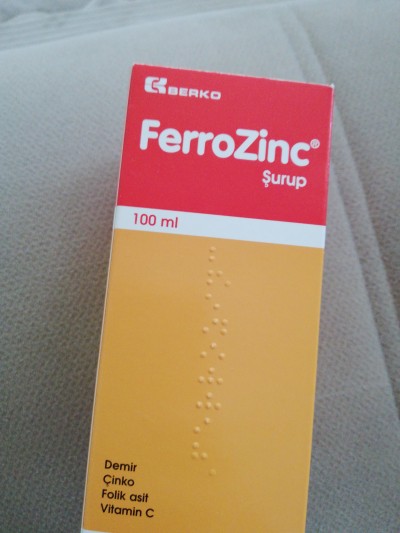 BERKO
FerroZinc®
Şurup
100 ml
Demir
Çinko
Folik asit
Vitamin C